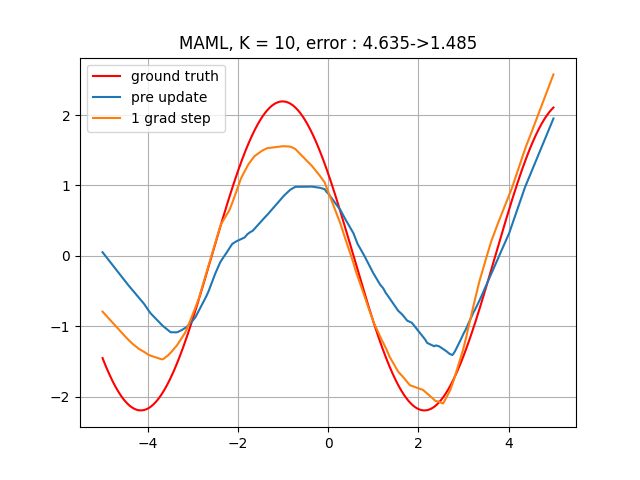 MAML, K = 10, error : 4.635->1.485
ground truth
pre update
1 grad step
2
1
0
−1
−2
−4
−2
0
2
4